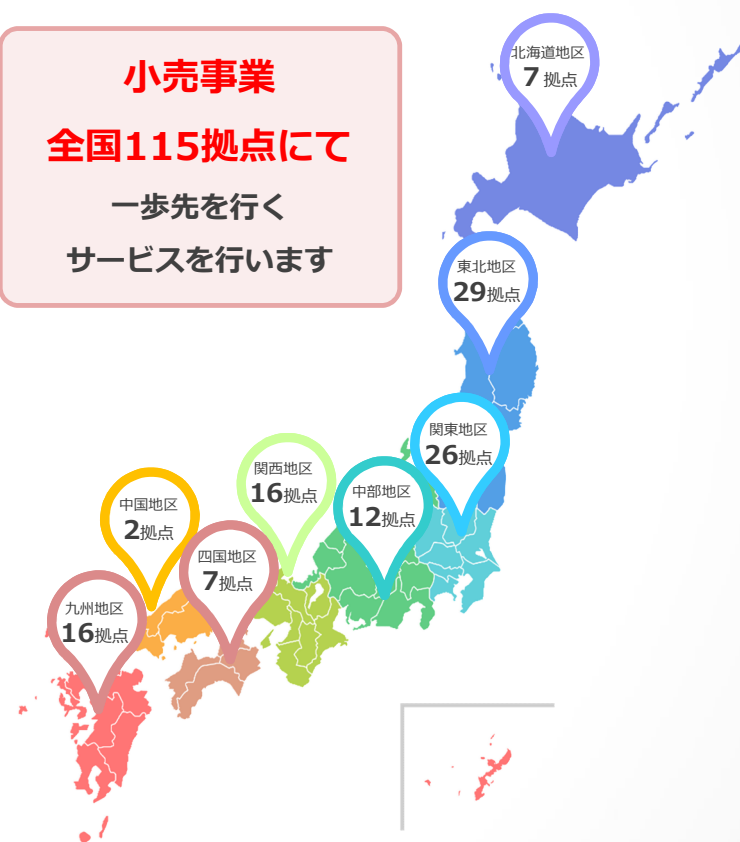 小売事業
全国115拠点にて
一歩先を行く
サービスを行います
北海道地区
7 拠点
東北地区
29拠点
関東地区
26拠点
関西地区
16拠点
中部地区
12拠点
中国地区
2拠点
四国地区
7拠点
九州地区
16拠点